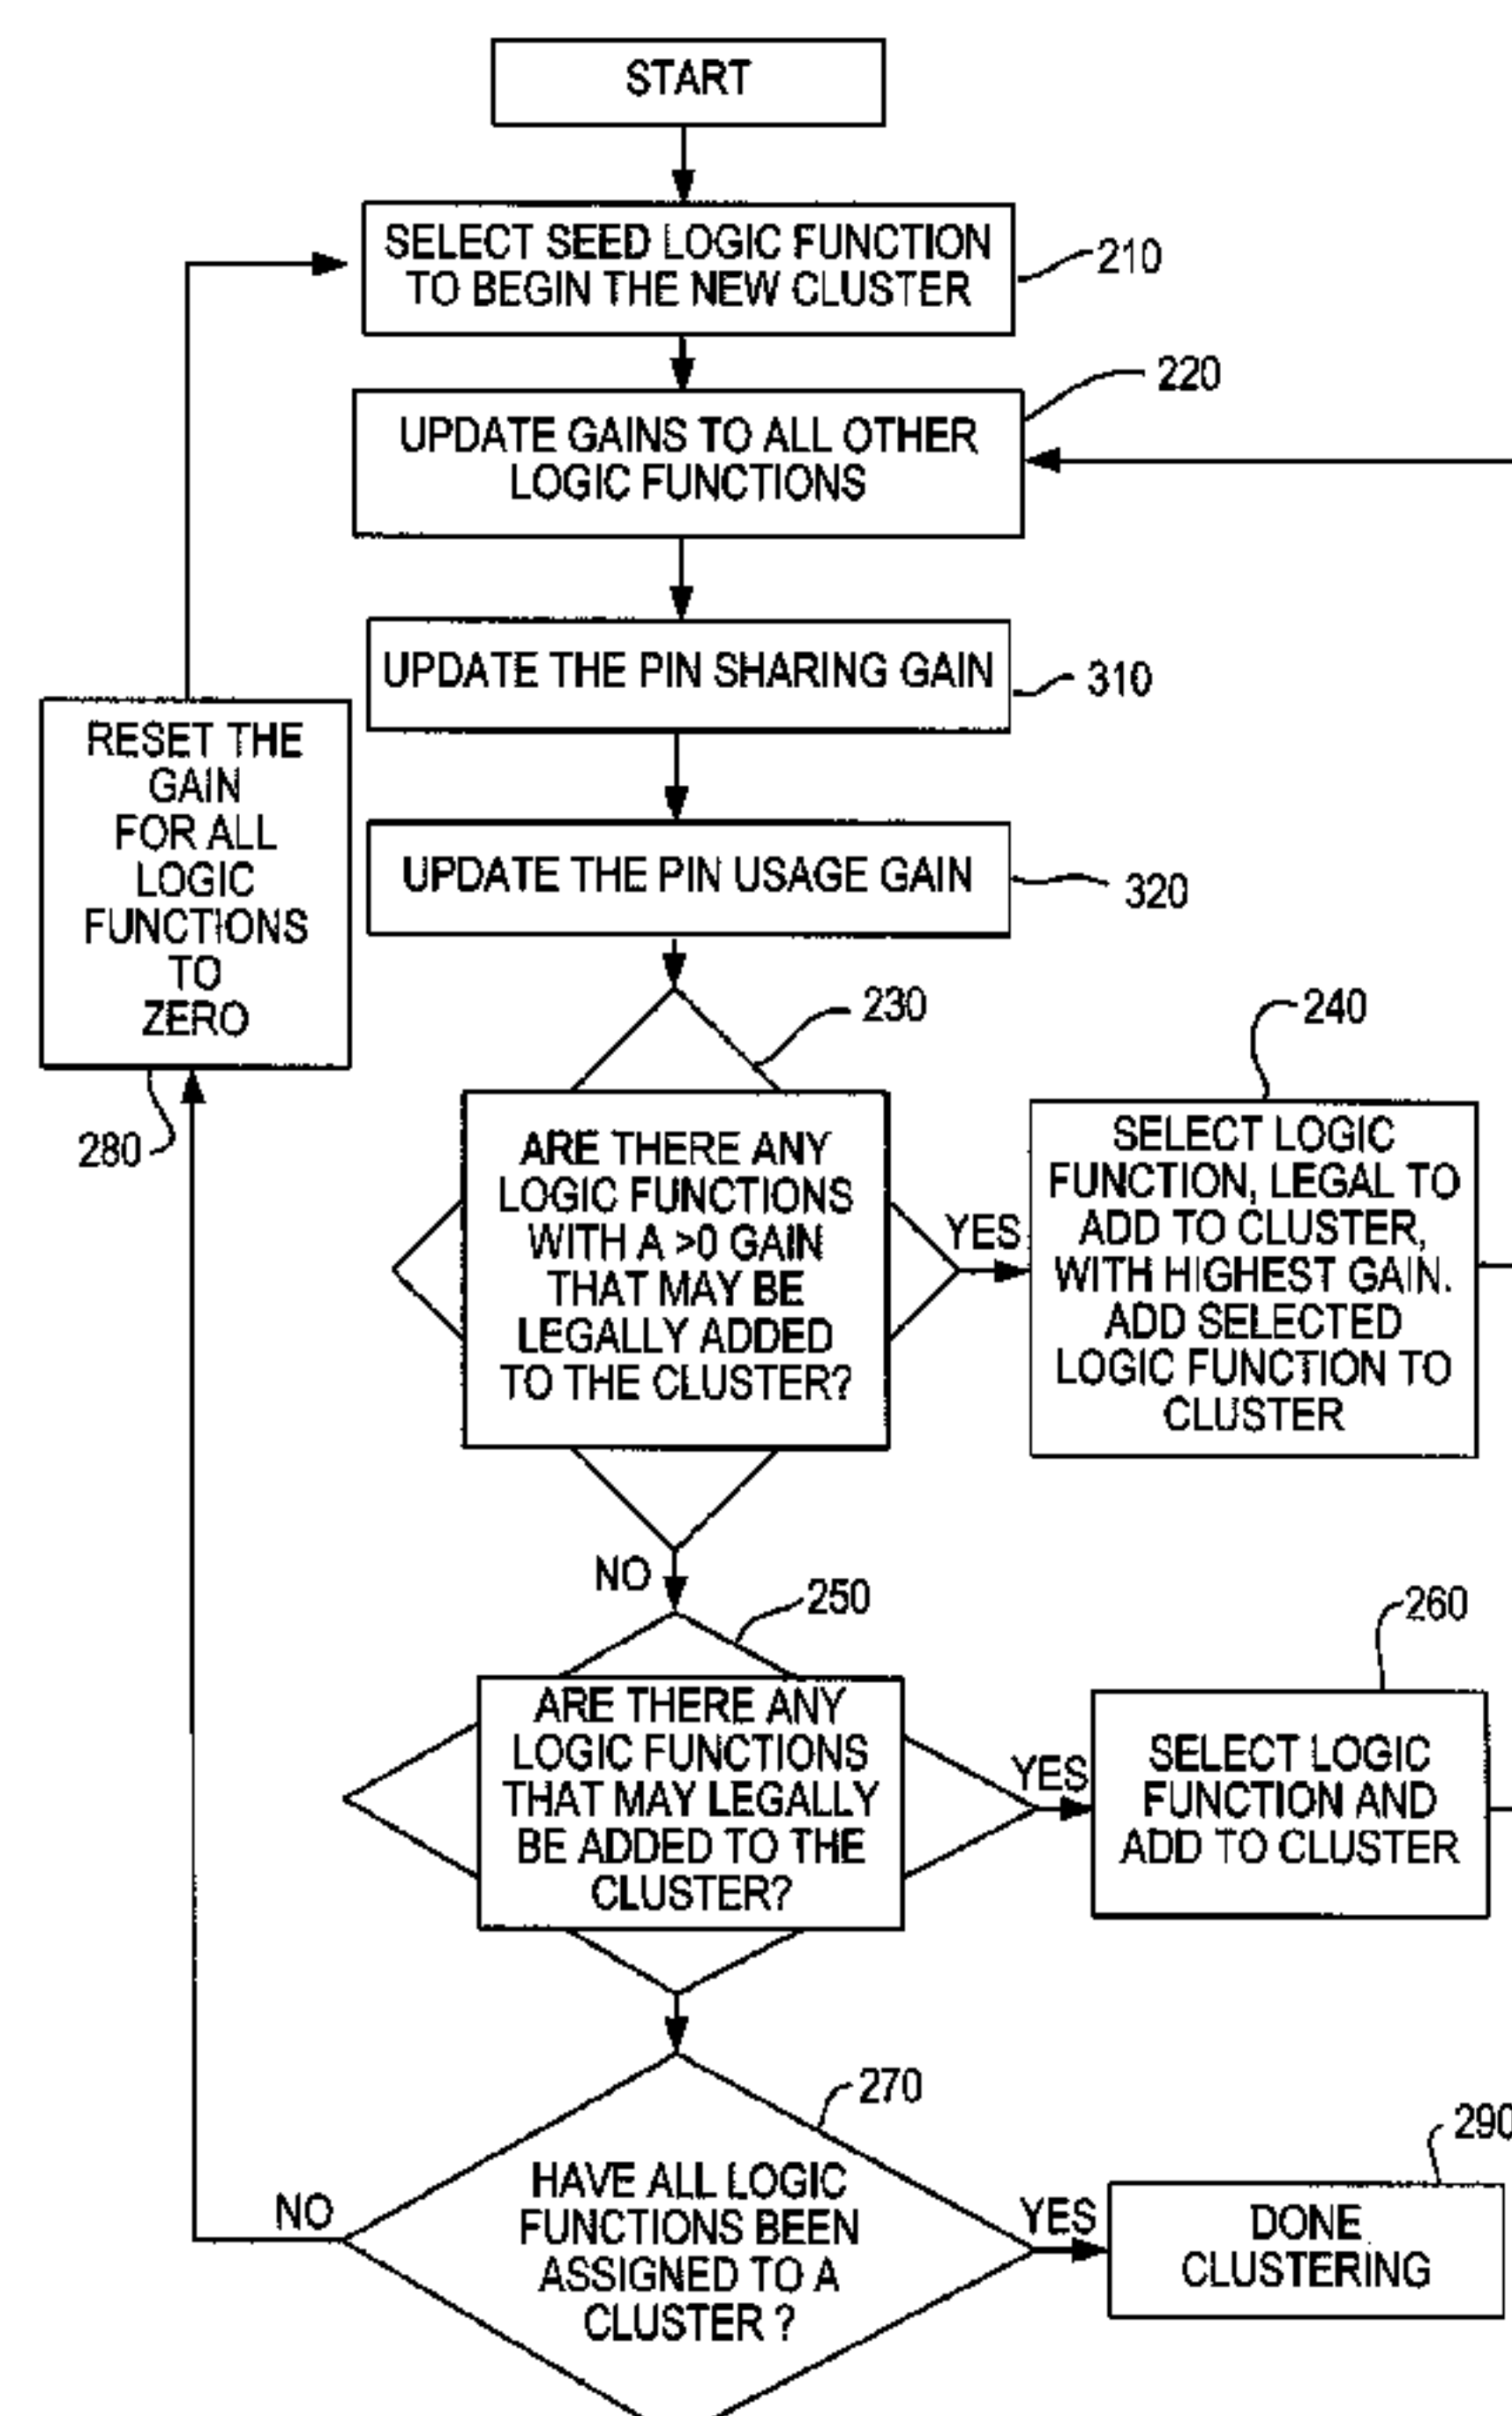 START
SELECT SEED LOGIC FUNCTION
TO BEGIN THE NEW CLUSTER
210
220
UPDATE GAINS TO ALL OTHER
LOGIC FUNCTIONS
UPDATE THE PIN SHARING GAIN
310
RESET THE
GAIN
FOR ALL
LOGIC
FUNCTIONS
TO
ZERO
280
UPDATE THE PIN USAGE GAIN
320
230
ARE THERE ANY
LOGIC FUNCTIONS
WITH A >0 GAIN
THAT MAY BE
LEGALLY ADDED
TO THE CLUSTER?
YES
240
SELECT LOGIC
FUNCTION, LEGAL TO
ADD TO CLUSTER,
WITH HIGHEST GAIN.
ADD SELECTED
LOGIC FUNCTION TO
CLUSTER
NO
250
ARE THERE ANY
LOGIC FUNCTIONS
THAT MAY LEGALLY
BE ADDED TO THE
CLUSTER?
YES
260
SELECT LOGIC
FUNCTION AND
ADD TO CLUSTER
270
HAVE ALL LOGIC
FUNCTIONS BEEN
ASSIGNED TO A
CLUSTER ?
NO
YES
290
DONE
CLUSTERING